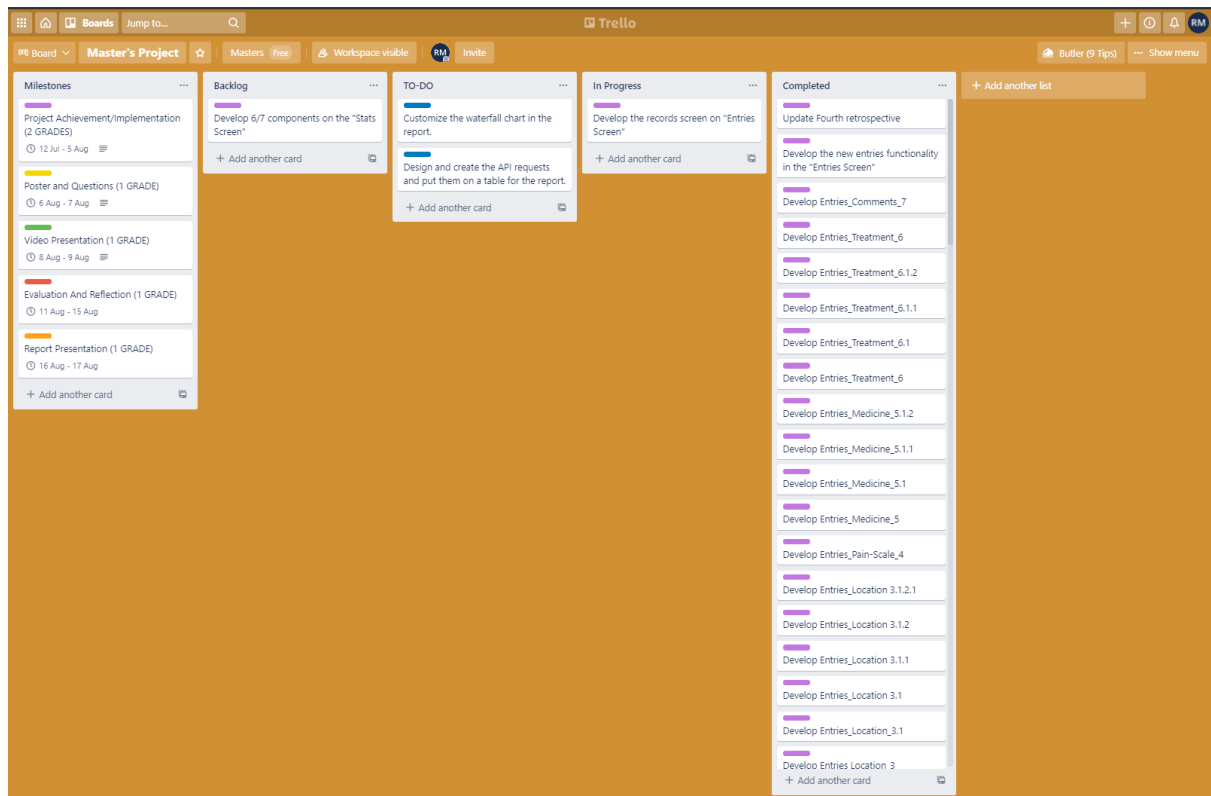 Boards
Jump to...
Trello
RM
Board
Master's Project
Masters Free
Workspace visible
RM
Invite
Butler (9 Tips)
... Show menu
Milestones
Project Achievement/Implementation
(2 GRADES)
12 Jul - 5 Aug
Poster and Questions (1 GRADE)
6 Aug - 7 Aug
Video Presentation (1 GRADE)
8 Aug - 9 Aug
Evaluation And Reflection (1 GRADE)
11 Aug - 15 Aug
Report Presentation (1 GRADE)
16 Aug - 17 Aug
+ Add another card
Backlog
Develop 6/7 components on the "Stats
Screen"
+ Add another card
TO-DO
Customize the waterfall chart in the
report.
Design and create the API requests
and put them on a table for the report.
+ Add another card
In Progress
Develop the records screen on "Entries
Screen"
+ Add another card
Completed
Update Fourth retrospective
Develop the new entries functionality
in the "Entries Screen"
Develop Entries_Comments_7
Develop Entries_Treatment_6
Develop Entries_Treatment_6.1.2
Develop Entries_Treatment_6.1.1
Develop Entries_Treatment_6.1
Develop Entries_Treatment_6
Develop Entries_Medicine_5.1.2
Develop Entries_Medicine_5.1.1
Develop Entries_Medicine_5.1
Develop Entries_Medicine_5
Develop Entries_Pain-Scale_4
Develop Entries_Location 3.1.2.1
Develop Entries_Location 3.1.2
Develop Entries_Location 3.1.1
Develop Entries_Location 3.1
Develop Entries_Location_3.1
Develop Entries Location 3
+ Add another card
+ Add another list